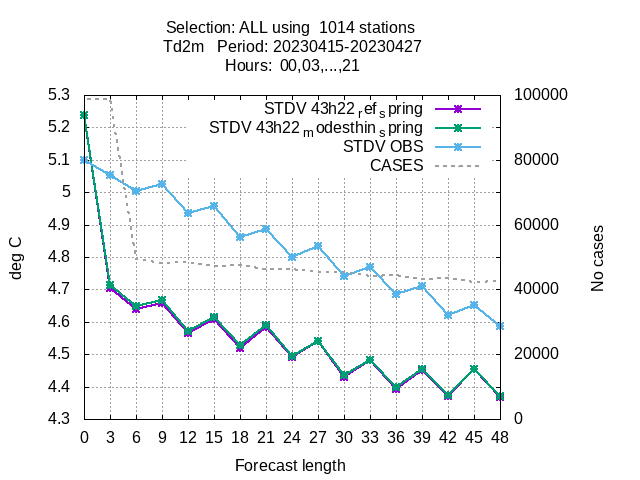 Selection: ALL using  1014 stations
Td2m   Period: 20230415-20230427
Hours:  00,03,...,21
STDV 43h22_ref_spring
STDV 43h22_modesthin_spring
STDV OBS
CASES
5.3
5.2
5.1
5
4.9
4.8
4.7
4.6
4.5
4.4
4.3
deg C
100000
80000
60000
40000
20000
0
No cases
0 3 6 9 12 15 18 21 24 27 30 33 36 39 42 45 48
Forecast length